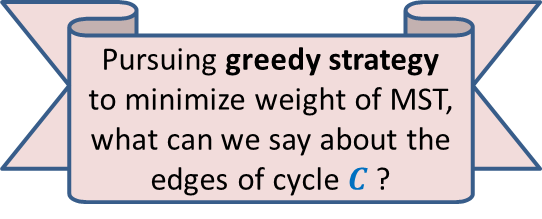 Pursuing greedy strategy
to minimize weight of MST,
what can we say about the
edges of cycle C ?